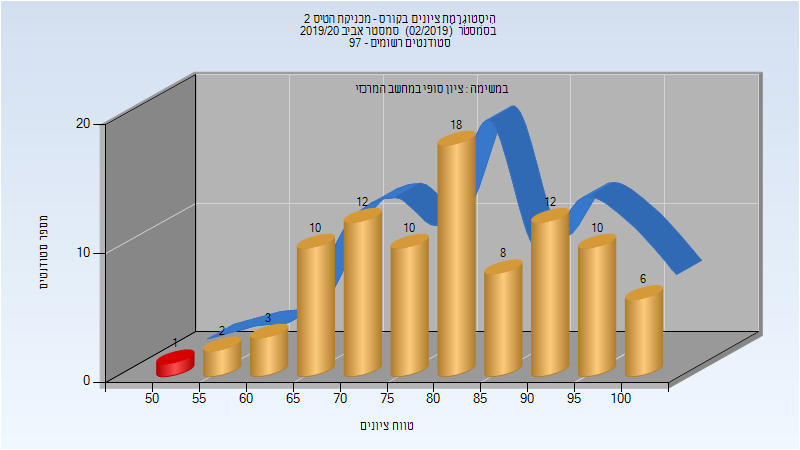 היסטוגרמת ציונים בקורס - מכניקת הטיס 2
בסמסטר (02/2019) סמסטר אביב 2019/20
סטודנטים רשומים - 97
במשימה : ציון סופי במחשב המרכזי
מספר סטודנטים
20
10
0
1
2
3
10
12
10
18
8
12
10
6
50 55 60 65 70 75 80 85 90 95 100
טווח ציונים